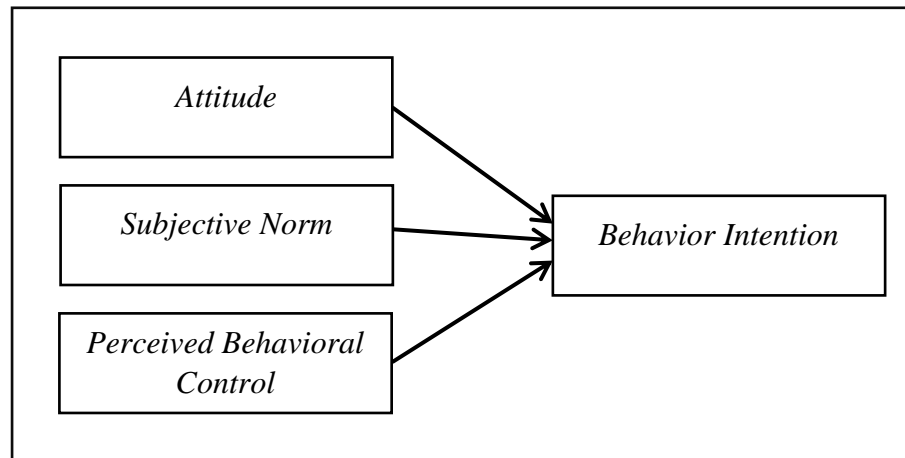 Attitude
Subjective Norm
Perceived Behavioral
Control
Behavior Intention